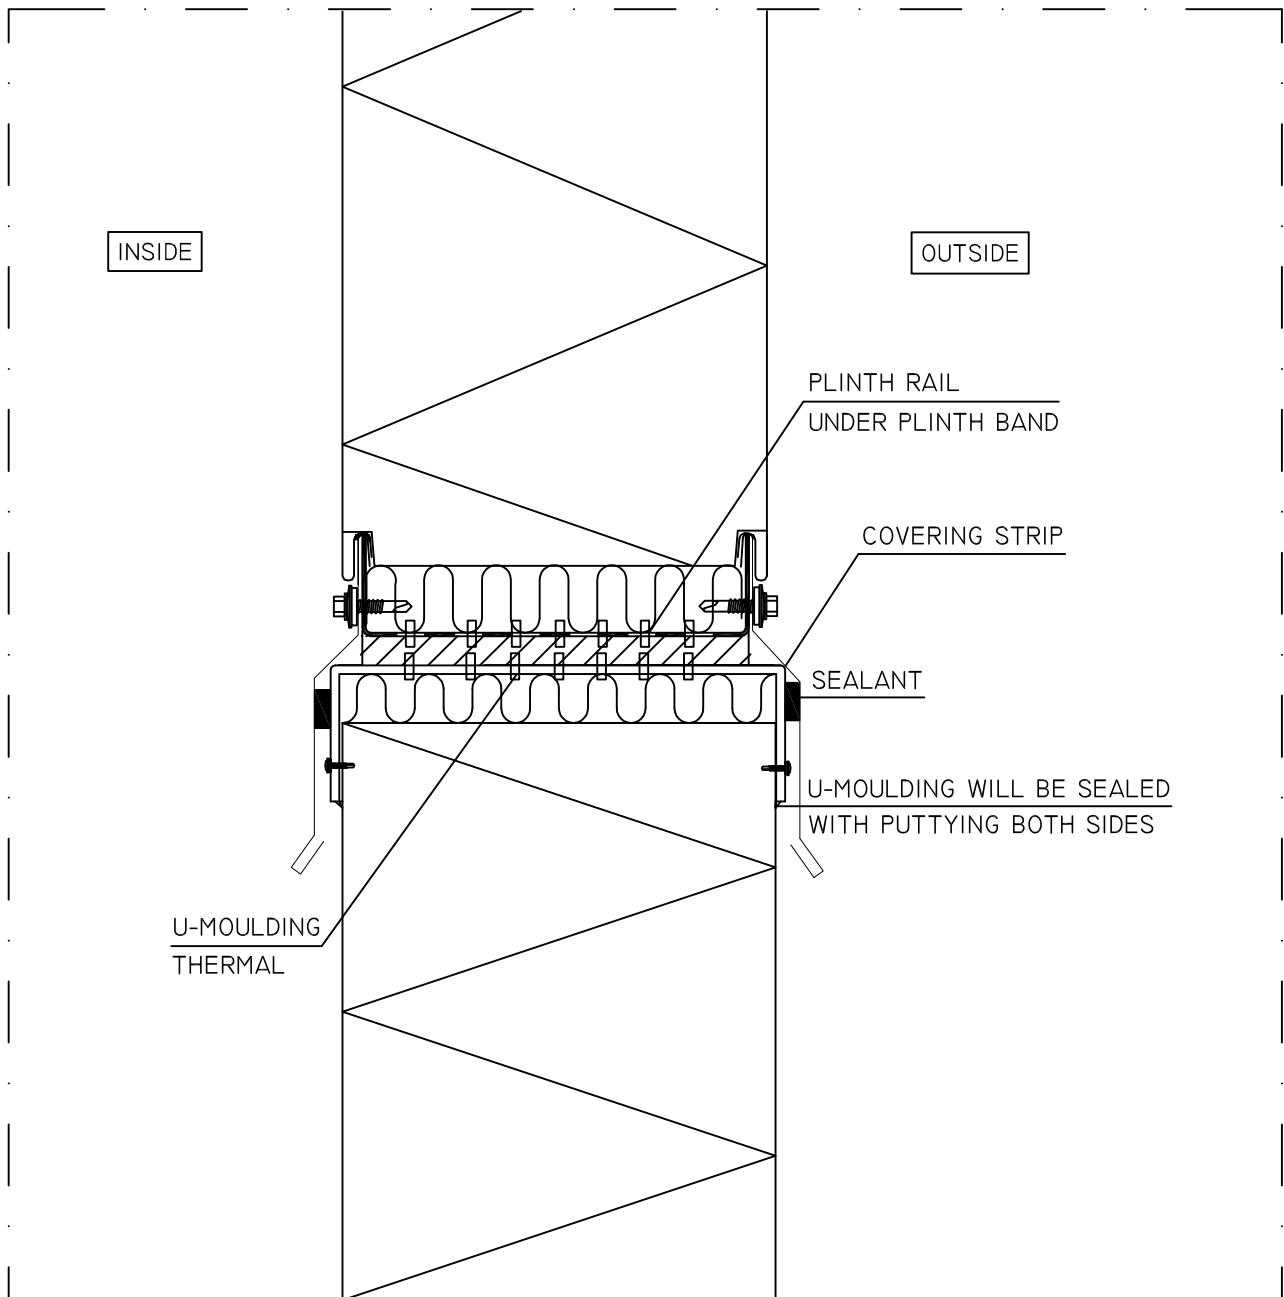 INSIDE
OUTSIDE
PLINTH RAIL
UNDER PLINTH BAND
COVERING STRIP
SEALANT
U-MOULDING WILL BE SEALED
WITH PUTTYING BOTH SIDES
U-MOULDING
THERMAL